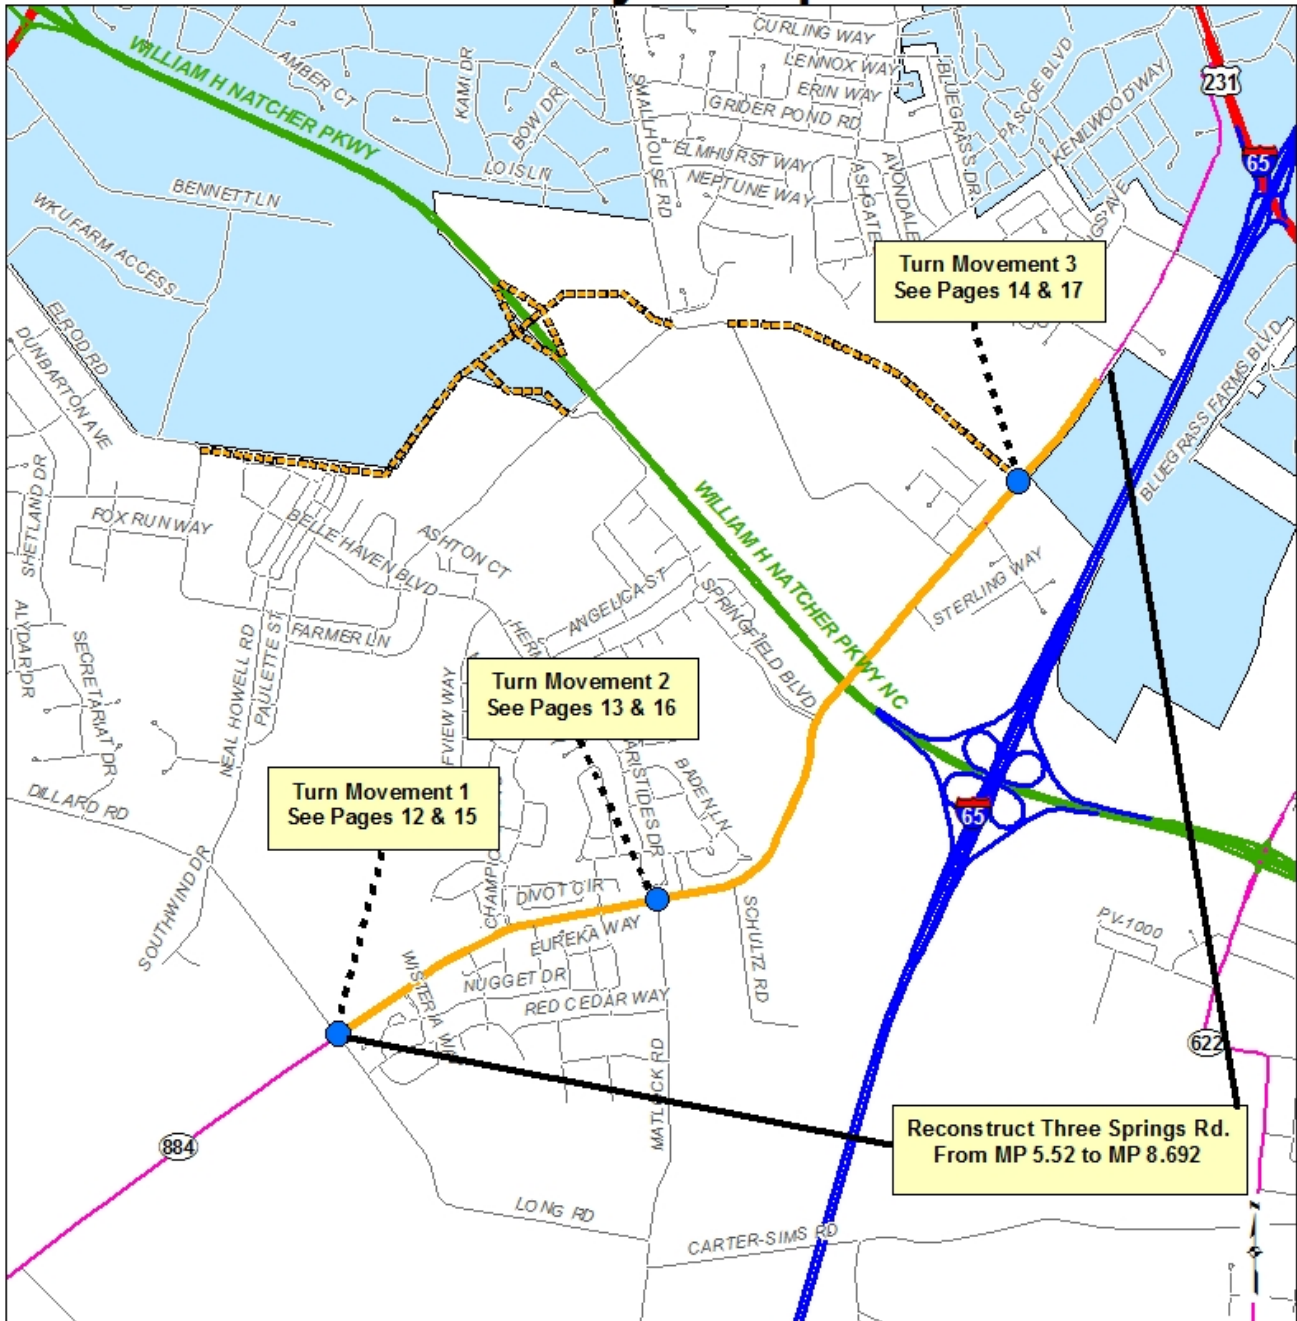 CURLING WAY
LENNOX WAY
ERIN WAY
GRIDER POND RD
231
WILLIAM H NATCHER PKWY
AMBER CT
KAMI DR
BOW DR
SMALLHOUSE RD
BLUEGRASS DR
PASCOE BLVD
KENILWOODWAY
65
LOIS LN
ELMHURST WAY
NEPTUNE WAY
ASHGATE
AVONDALE
BENNETT LN
WKU FARM ACCESS
Turn Movement 3
See Pages 14 & 17
ELROD RD
DUNBARTON AVE
BLUEGRASS FARMS BLVD
SHETLAND DR
FOX RUN WAY
BELLE HAVEN BLVD
ASHTON CT
WILLIAM H NATCHER PKWY NC
STERLING WAY
ANGELICA ST
SPRINGFIELD BLVD
ALYDAR DR
SECRETARIAT DR
FARMER LN
NEAL HOWELL RD
PAULETTE ST
Turn Movement 2
See Pages 13 & 16
FVIEW WAY
ARISTIDES DR
BADEN LN
Turn Movement 1
See Pages 12 & 15
DILLARD RD
65
SOUTHWIND DR
CHAMPIO
DIVOT CIR
EUREKA WAY
SCHULTZ RD
PV-1000
WISTERIA W
NUGGET DR
RED CEDAR WAY
622
MATLOCK RD
884
Reconstruct Three Springs Rd.
From MP 5.52 to MP 8.692
LONG RD
CARTER-SIMS RD